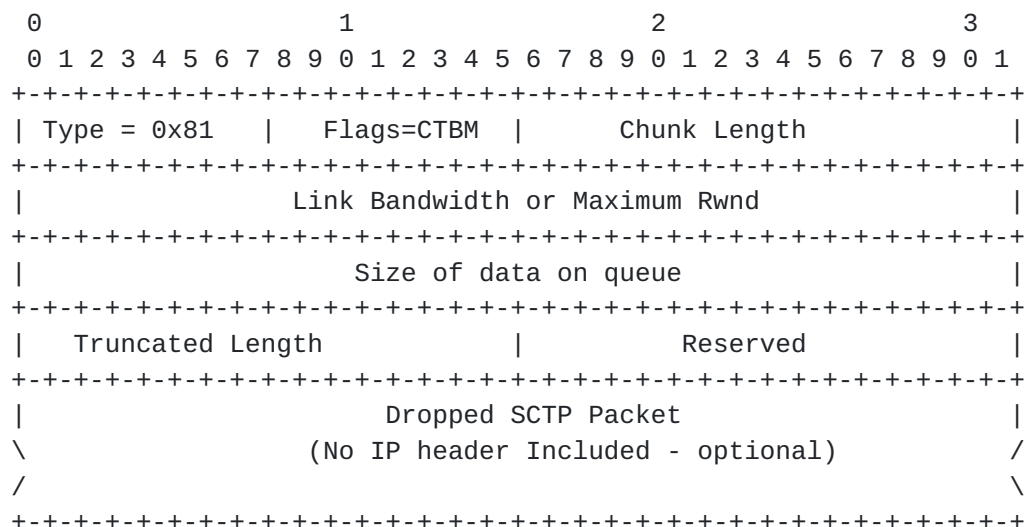 0                   1                   2                   3
 0 1 2 3 4 5 6 7 8 9 0 1 2 3 4 5 6 7 8 9 0 1 2 3 4 5 6 7 8 9 0 1
+-+-+-+-+-+-+-+-+-+-+-+-+-+-+-+-+-+-+-+-+-+-+-+-+-+-+-+-+-+-+-+-+
| Type = 0x81   |   Flags=CTBM  |      Chunk Length             |
+-+-+-+-+-+-+-+-+-+-+-+-+-+-+-+-+-+-+-+-+-+-+-+-+-+-+-+-+-+-+-+-+
|                 Link Bandwidth or Maximum Rwnd                |
+-+-+-+-+-+-+-+-+-+-+-+-+-+-+-+-+-+-+-+-+-+-+-+-+-+-+-+-+-+-+-+-+
|                     Size of data on queue                     |
+-+-+-+-+-+-+-+-+-+-+-+-+-+-+-+-+-+-+-+-+-+-+-+-+-+-+-+-+-+-+-+-+
|   Truncated Length            |          Reserved             |
+-+-+-+-+-+-+-+-+-+-+-+-+-+-+-+-+-+-+-+-+-+-+-+-+-+-+-+-+-+-+-+-+
|                       Dropped SCTP Packet                     |
\                  (No IP header Included - optional)           /
/                                                               \
+-+-+-+-+-+-+-+-+-+-+-+-+-+-+-+-+-+-+-+-+-+-+-+-+-+-+-+-+-+-+-+-+